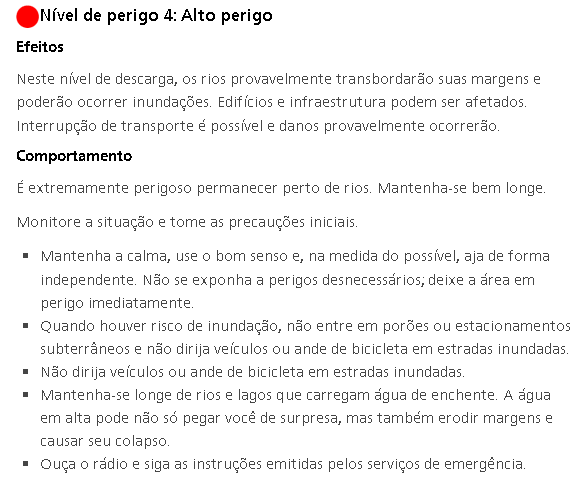 Nível de perigo 4: Alto perigo
Efeitos
Neste nível de descarga, os rios provavelmente transbordarão suas margens e
poderão ocorrer inundações. Edifícios e infraestrutura podem ser afetados.
Interrupção de transporte é possível e danos provavelmente ocorrerão.
Comportamento
É extremamente perigoso permanecer perto de rios. Mantenha-se bem longe.
Monitore a situação e tome as precauções iniciais.
Mantenha a calma, use o bom senso e, na medida do possível, aja de forma
independente. Não se exponha a perigos desnecessários; deixe a área em
perigo imediatamente.
Quando houver risco de inundação, não entre em porões ou estacionamentos
subterrâneos e não dirija veículos ou ande de bicicleta em estradas inundadas.
Não dirija veículos ou ande de bicicleta em estradas inundadas.
Mantenha-se longe de rios e lagos que carregam água de enchente. A água
em alta pode não só pegar você de surpresa, mas também erodir margens e
causar seu colapso.
Ouça o rádio e siga as instruções emitidas pelos serviços de emergência.